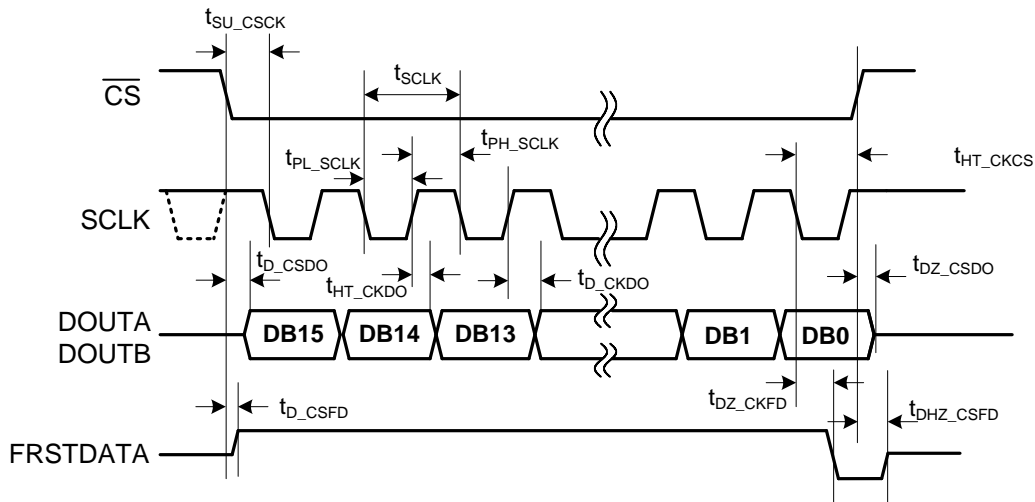 tSU_CSCK
CS
tSCLK
tPH_SCLK
tPL_SCLK
tHT_CKCS
SCLK
tD_CSDO
tHT_CKDO
tD_CKDO
tDZ_CSDO
DOUTA
DOUTB
DB15
DB14
DB13
DB1
DB0
tD_CSFD
tDZ_CKFD
tDHZ_CSFD
FRSTDATA